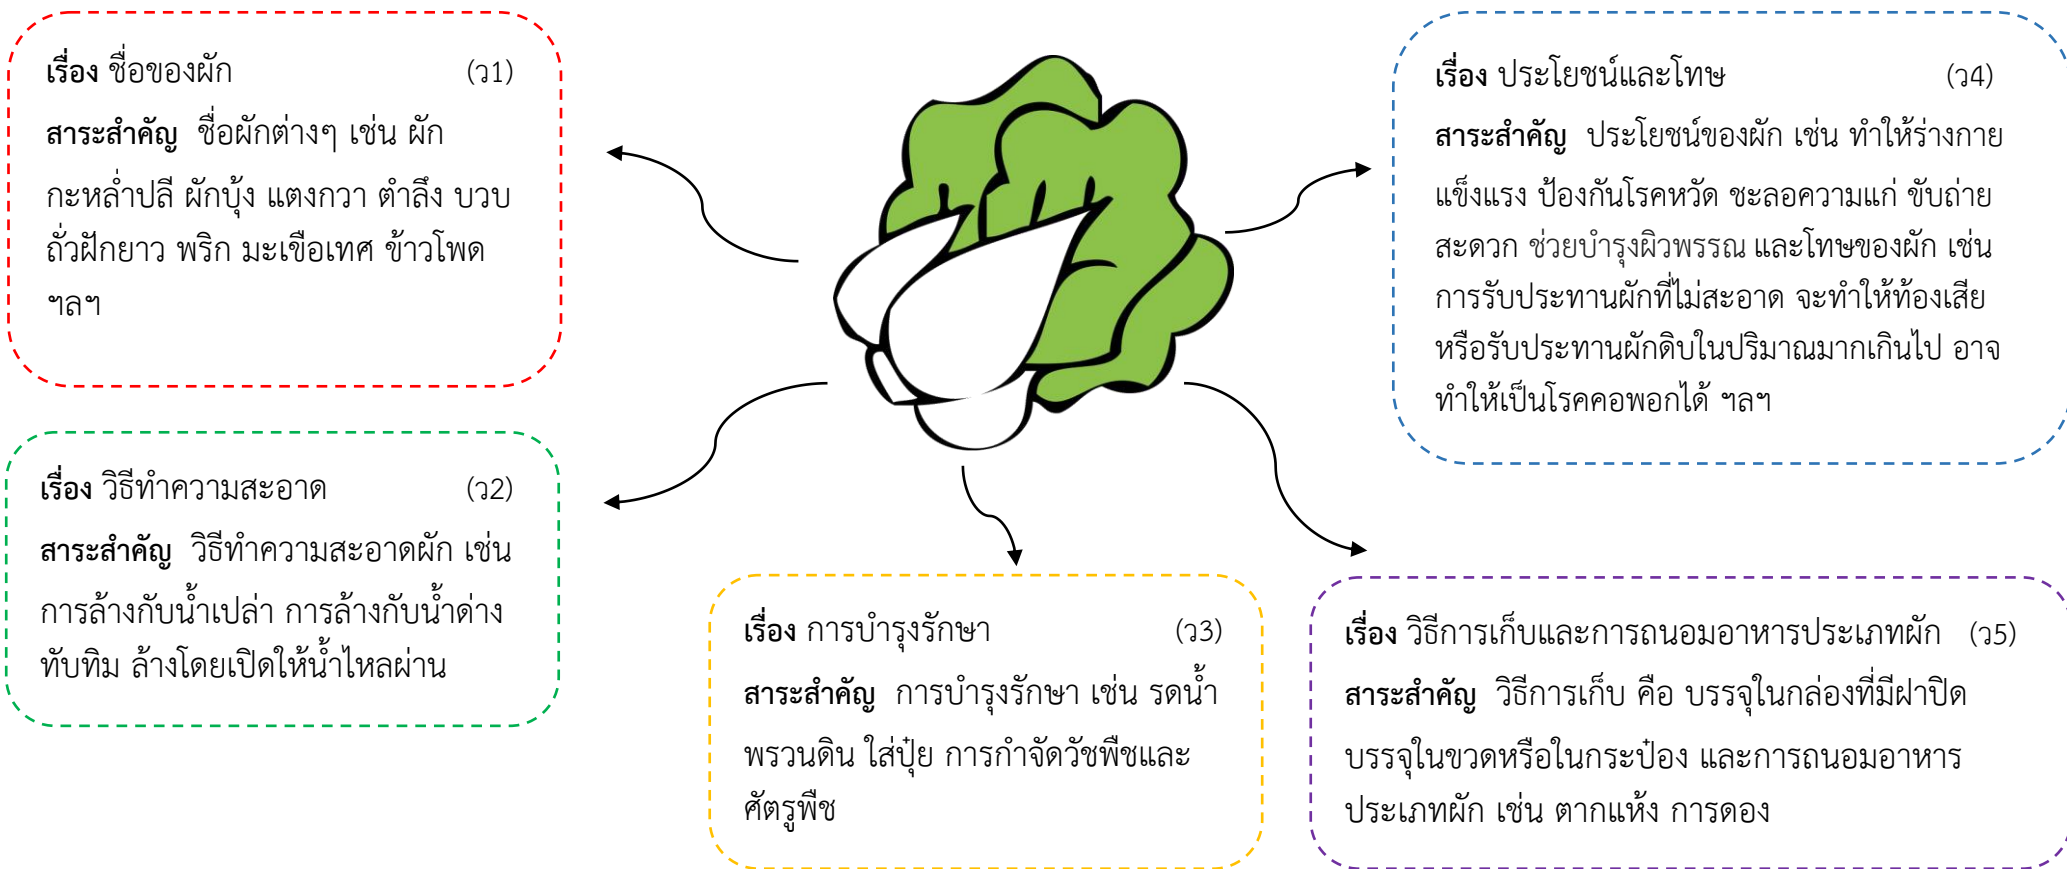 เรื่อง ชื่อของผัก (ว1)
สาระสำคัญ ชื่อผักต่างๆ เช่น ผัก
กะหล่ำปลี ผักบุ้ง แตงกวา ตำลึง บวบ
ถั่วฝักยาว พริก มะเขือเทศ ข้าวโพด
ฯลฯ
เรื่อง วิธีทำความสะอาด (ว2)
สาระสำคัญ วิธีทำความสะอาดผัก เช่น
การล้างกับน้ำเปล่า การล้างกับน้ำด่าง
ทับทิม ล้างโดยเปิดให้น้ำไหลผ่าน
เรื่อง การบำรุงรักษา (ว3)
สาระสำคัญ การบำรุงรักษา เช่น รดน้ำ
พรวนดิน ใส่ปุ๋ย การกำจัดวัชพืชและ
ศัตรูพืช
เรื่อง ประโยชน์และโทษ (ว4)
สาระสำคัญ ประโยชน์ของผัก เช่น ทำให้ร่างกาย
แข็งแรง ป้องกันโรคหวัด ชะลอความแก่ ขับถ่าย
สะดวก ช่วยบำรุงผิวพรรณ และโทษของผัก เช่น
การรับประทานผักที่ไม่สะอาด จะทำให้ท้องเสีย
หรือรับประทานผักดิบในปริมาณมากเกินไป อาจ
ทำให้เป็นโรคคอพอกได้ ฯลฯ
เรื่อง วิธีการเก็บและการถนอมอาหารประเภทผัก (ว5)
สาระสำคัญ วิธีการเก็บ คือ บรรจุในกล่องที่มีฝาปิด
บรรจุในขวดหรือในกระป๋อง และการถนอมอาหาร
ประเภทผัก เช่น ตากแห้ง การดอง